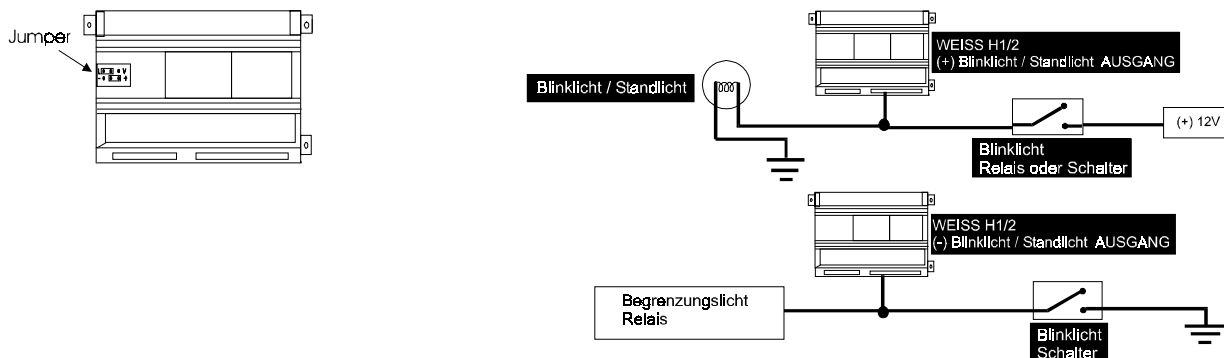 Jumper
WEISS H1/2
(+) Blinklicht / Standlicht AUSGANG
Blinklicht / Standlicht
(+) 12V
Blinklicht
Relais oder Schalter
WEISS H1/2
(-) Blinklicht / Standlicht AUSGANG
Begrenzungslicht
Relais
Blinklicht
Schalter